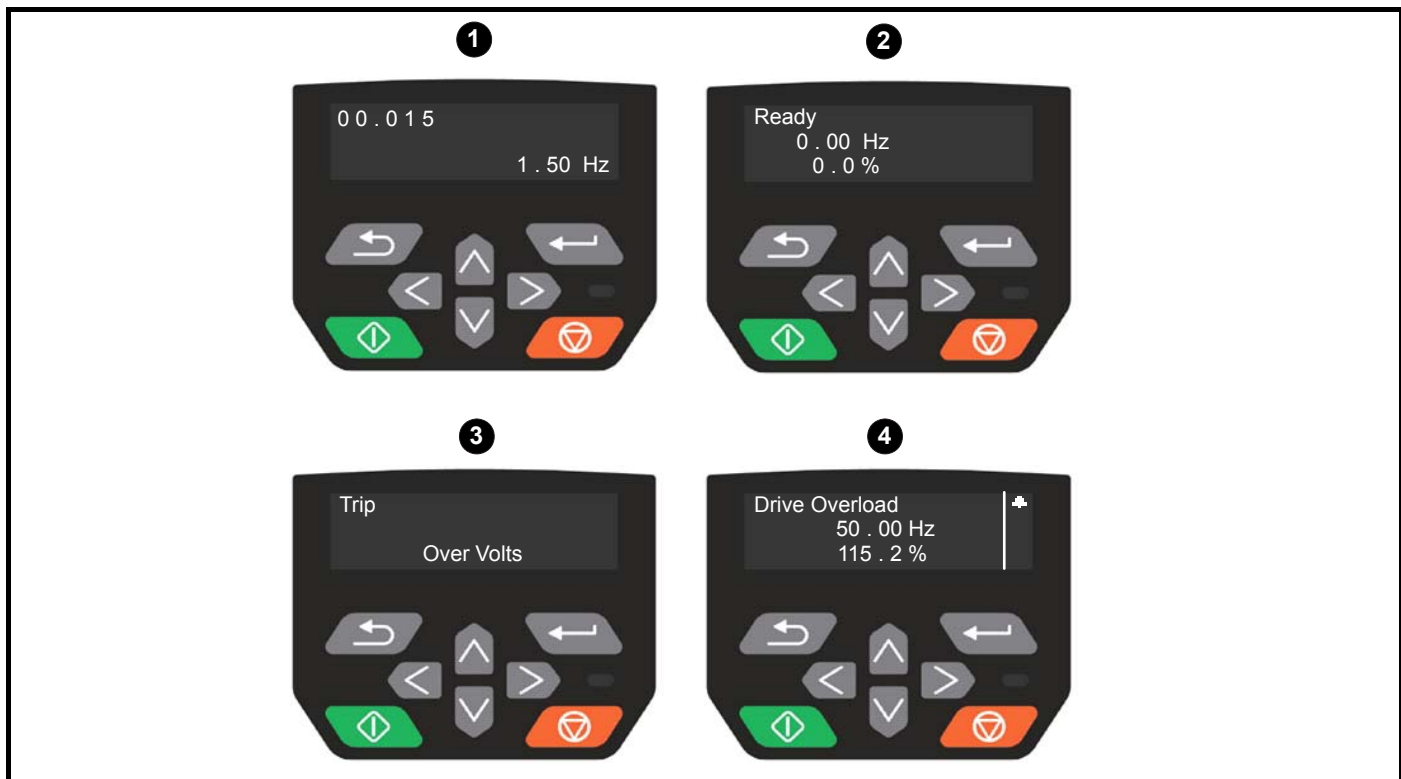 1
00.015
1.50 Hz
2
Ready
0.00 Hz
0.0%
3
Trip
Over Volts
4
Drive Overload
50.00 Hz
115.2 %